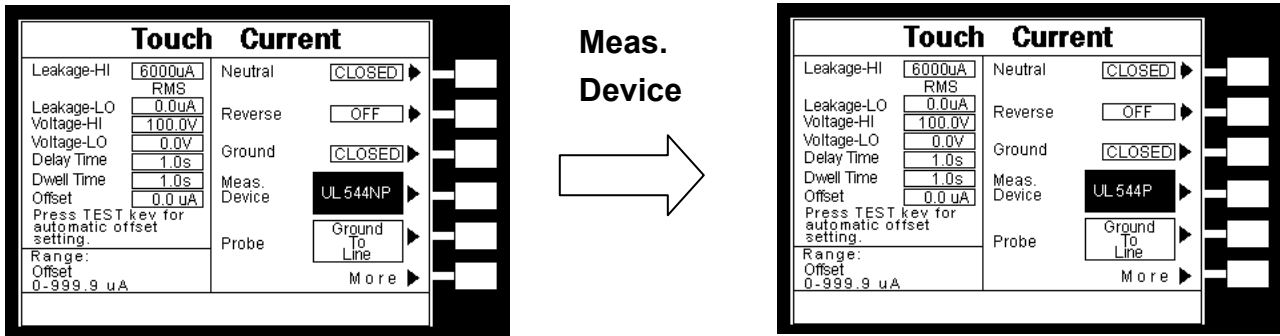 Touch Current
Leakage-HI 6000uA
RMS
Leakage-LO 0.0uA
Voltage-HI 100.0V
Voltage-LO 0.0V
Delay Time 1.0s
Dwell Time 1.0s
Offset 0.0 uA
Press TEST key for
automatic offset
setting.
Range:
Offset
0-999.9 uA
Neutral CLOSED
Reverse OFF
Ground CLOSED
Meas.
Device UL544NP
Probe Ground
To
Line
More
Meas.
Device
Touch Current
Leakage-HI 6000uA
RMS
Leakage-LO 0.0uA
Voltage-HI 100.0V
Voltage-LO 0.0V
Delay Time 1.0s
Dwell Time 1.0s
Offset 0.0 uA
Press TEST key for
automatic offset
setting.
Range:
Offset
0-999.9 uA
Neutral CLOSED
Reverse OFF
Ground CLOSED
Meas.
Device UL544P
Probe Ground
To
Line
More